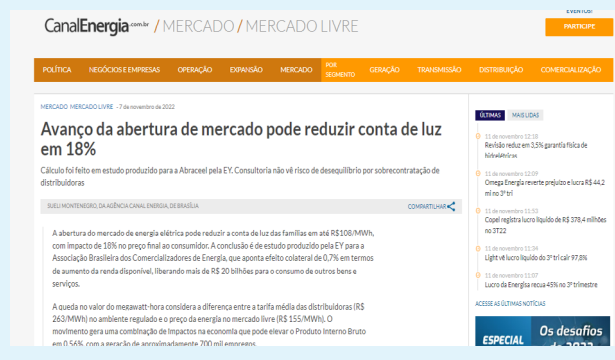 EVENTOS!
CanalEnergia.com.br / MERCADO / MERCADO LIVRE
PARTICIPE
POLÍTICA NEGÓCIOS E EMPRESAS OPERAÇÃO EXPANSÃO MERCADO POR SEGMENTO GERAÇÃO TRANSMISSÃO DISTRIBUIÇÃO COMERCIALIZAÇÃO
MERCADO MERCADO LIVRE - 7 de novembro de 2022
Avanço da abertura de mercado pode reduzir conta de luz
em 18%
Cálculo foi feito em estudo produzido para a Abraceel pela EY. Consultoria não vê risco de desequilíbrio por sobrecontratação de
distribuidoras
SUELI MONTENEGRO, DA AGÊNCIA CANAL ENERGIA, DE BRASÍLIA
COMPARTILHAR
A abertura do mercado de energia elétrica pode reduzir a conta de luz das famílias em até R$108/MWh,
com impacto de 18% no preço final ao consumidor. A conclusão é de estudo produzido pela EY para a
Associação Brasileira dos Comercializadores de Energia, que aponta efeito colateral de 0,7% em termos
de aumento da renda disponível, liberando mais de R$ 20 bilhões para o consumo de outros bens e
serviços.
A queda no valor do megawatt-hora considera a diferença entre a tarifa média das distribuidoras (R$
263/MWh) no ambiente regulado e o preço da energia no mercado livre (R$ 155/MWh). O
movimento gera uma combinação de impactos na economia que pode elevar o Produto Interno Bruto
em 0,56%, com a geração de aproximadamente 700 mil empregos.
ÚLTIMAS MAIS LIDAS
11 de novembro 12:18
Revisão reduz em 3,5% garantia física de
hidrelétricas
11 de novembro 12:09
Omega Energia reverte prejuízo e lucra R$ 44,2
mi no 3º tri
11 de novembro 11:53
Copel registra lucro líquido de R$ 378,4 milhões
no 3T22
11 de novembro 11:34
Light vê lucro líquido do 3º tri cair 97,8%
11 de novembro 11:07
Lucro da Energisa recua 45% no 3º trimestre
ACESSE AS ÚLTIMAS NOTÍCIAS
ESPECIAL
Os desafios
de 2023